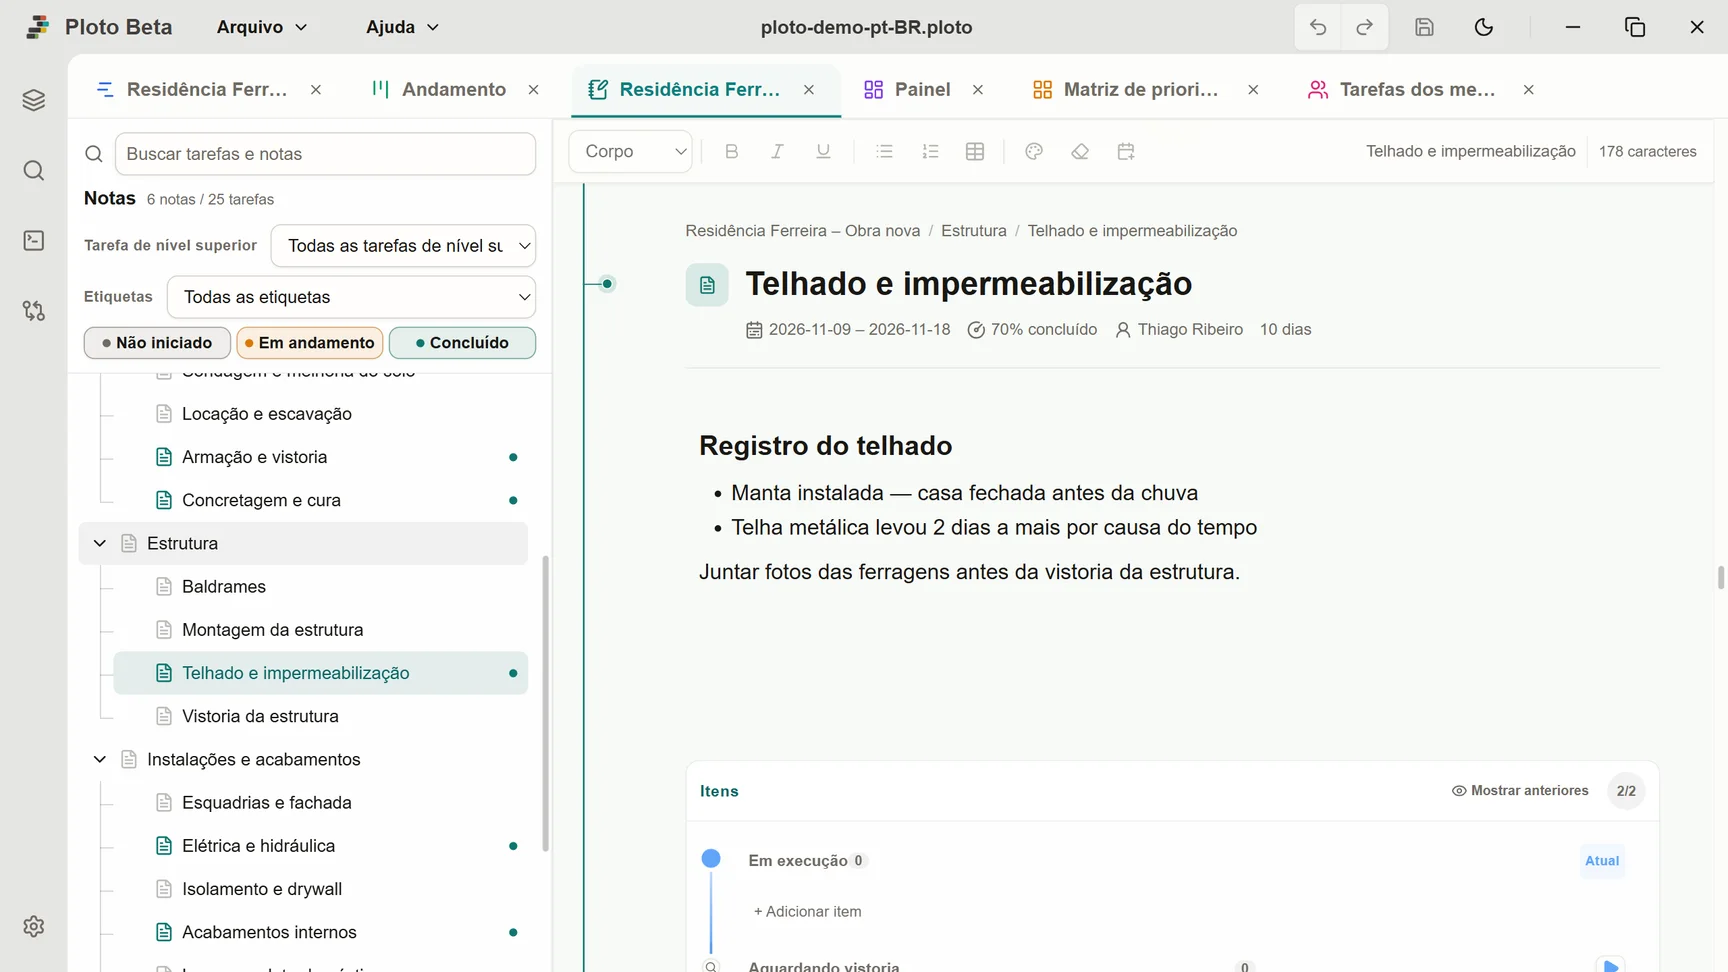 Ploto Beta
Arquivo
Ajuda
ploto-demo-pt-BR.ploto
Residência Ferr...
Andamento
Residência Ferr...
Painel
Matriz de priori...
Tarefas dos me...
Buscar tarefas e notas
Notas
6 notas / 25 tarefas
Tarefa de nível superior
Todas as tarefas de nível su
Etiquetas
Todas as etiquetas
Não iniciado
Em andamento
Concluído
Sondagem e melhoria do solo
Locação e escavação
Armação e vistoria
Concretagem e cura
Estrutura
Baldrames
Montagem da estrutura
Telhado e impermeabilização
Vistoria da estrutura
Instalações e acabamentos
Esquadrias e fachada
Elétrica e hidráulica
Isolamento e drywall
Acabamentos internos
Corpo
B I U
Telhado e impermeabilização
178 caracteres
Residência Ferreira – Obra nova / Estrutura / Telhado e impermeabilização
Telhado e impermeabilização
2026-11-09 – 2026-11-18
70% concluído
Thiago Ribeiro
10 dias
Registro do telhado
• Manta instalada — casa fechada antes da chuva
• Telha metálica levou 2 dias a mais por causa do tempo
Juntar fotos das ferragens antes da vistoria da estrutura.
Itens
Mostrar anteriores
2/2
Em execução 0
Atual
+ Adicionar item
Aguardando vistoria
0